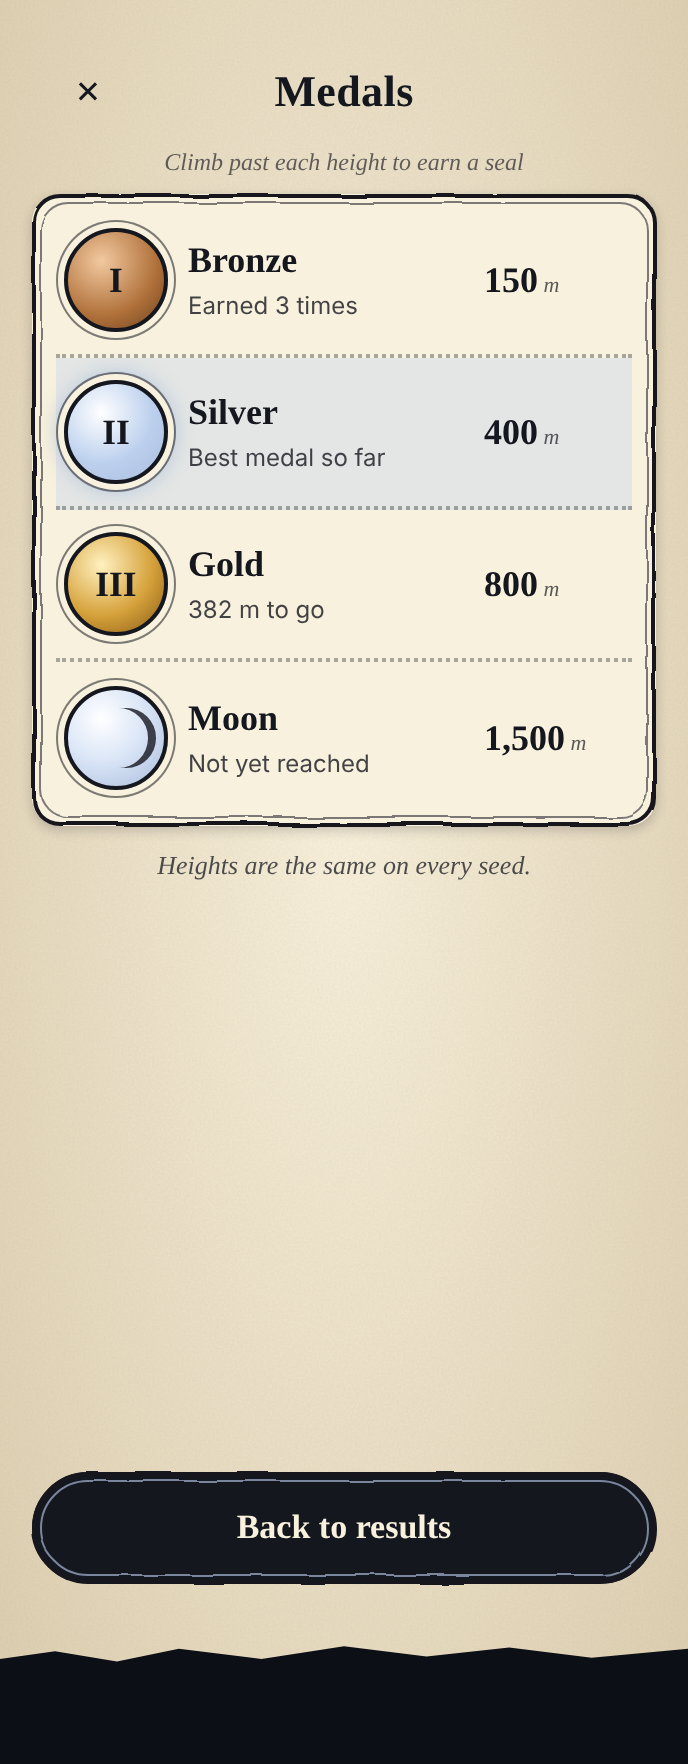 ✕ Medals
Climb past each height to earn a seal
I Bronze 150 m
Earned 3 times
II Silver 400 m
Best medal so far
III Gold 800 m
382 m to go
Moon 1,500 m
Not yet reached
Heights are the same on every seed.
Back to results